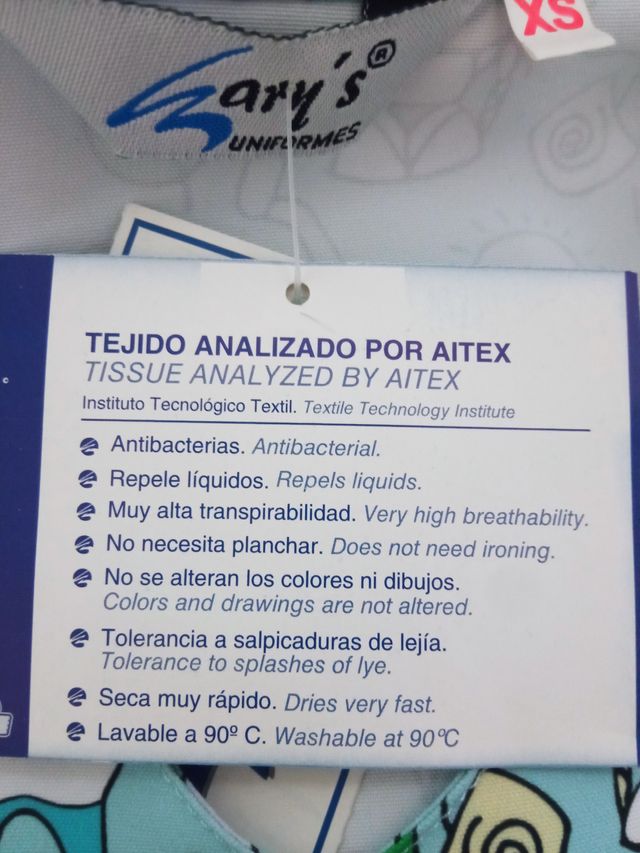 XS
Gary's®
UNIFORMES
TEJIDO ANALIZADO POR AITEX
TISSUE ANALYZED BY AITEX
Instituto Tecnológico Textil. Textile Technology Institute
Antibacterias. Antibacterial.
Repele líquidos. Repels liquids.
Muy alta transpirabilidad. Very high breathability.
No necesita planchar. Does not need ironing.
No se alteran los colores ni dibujos.
Colors and drawings are not altered.
Tolerancia a salpicaduras de lejía.
Tolerance to splashes of lye.
Seca muy rápido. Dries very fast.
Lavable a 90º C. Washable at 90ºC